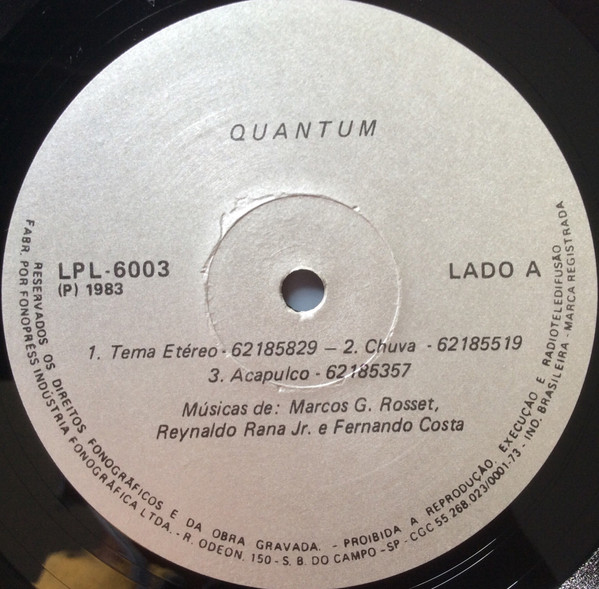 QUANTUM
LPL-6003
(P) 1983
LADO A
1. Tema Etéreo - 62185829 – 2. Chuva - 62185519
3. Acapulco - 62185357
Músicas de: Marcos G. Rosset,
Reynaldo Rana Jr. e Fernando Costa
RESERVADOS OS DIREITOS FONOGRÁFICOS E DA OBRA GRAVADA. - PROIBIDA A REPRODUÇÃO, EXECUÇÃO E RADIOTELEDIFUSÃO
FABR. POR FONOPRESS INDÚSTRIA FONOGRÁFICA LTDA. - R. ODEON, 150 - S. B. DO CAMPO - SP - CGC 55.268.023/0001-73 - IND. BRASILEIRA - MARCA REGISTRADA